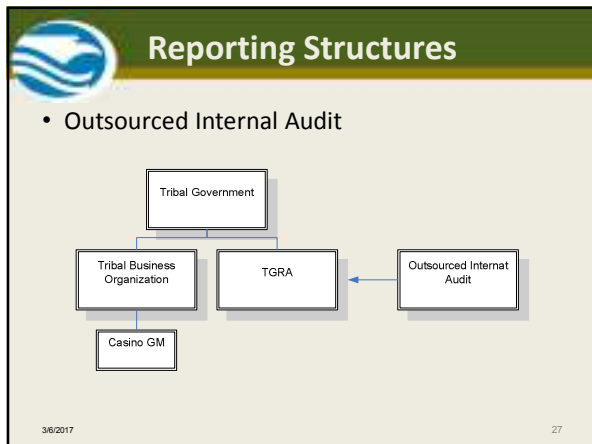 Reporting Structures
• Outsourced Internal Audit
Tribal Government
Tribal Business
Organization
TGRA
Outsourced Internat
Audit
Casino GM
3/6/2017
27